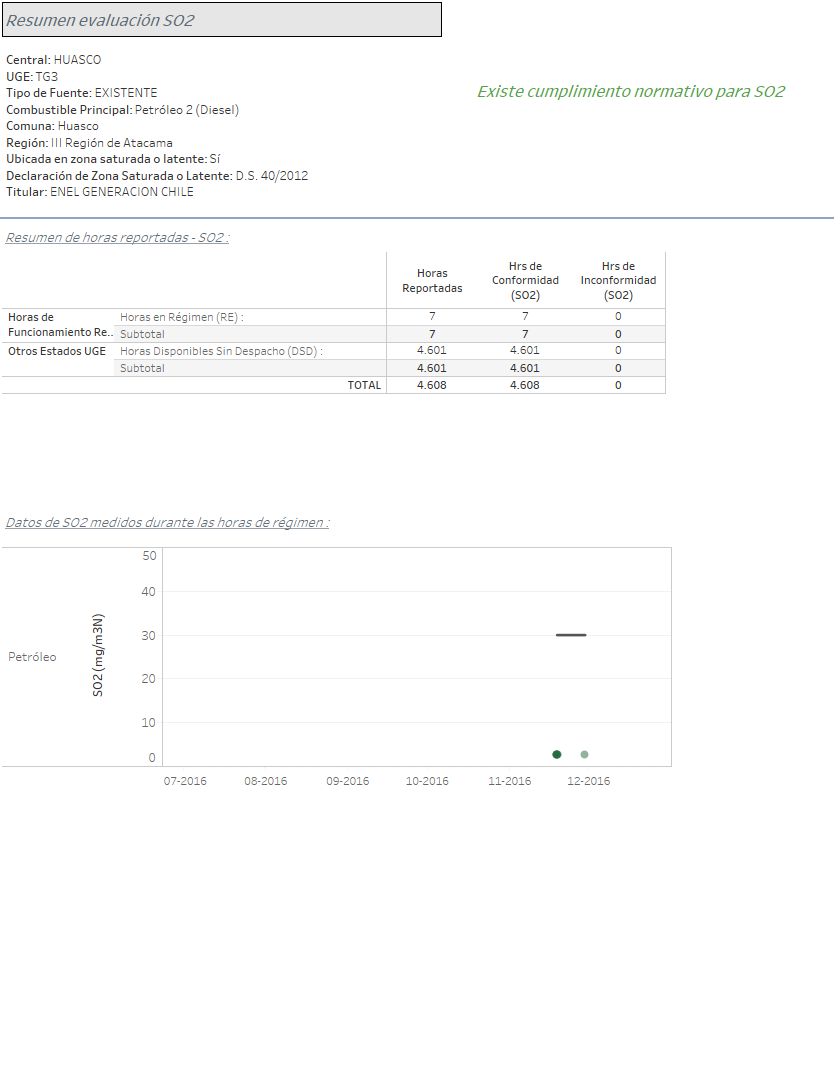 Resumen evaluación SO2
Central: HUASCO
UGE: TG3
Tipo de Fuente: EXISTENTE
Existe cumplimiento normativo para SO2
Combustible Principal: Petróleo 2 (Diesel)
Comuna: Huasco
Región: III Región de Atacama
Ubicada en zona saturada o latente: Sí
Declaración de Zona Saturada o Latente: D.S. 40/2012
Titular: ENEL GENERACION CHILE
Resumen de horas reportadas - SO2 :
Horas Reportadas
Hrs de Conformidad (SO2)
Hrs de Inconformidad (SO2)
Horas de Funcionamiento Re..
Horas en Régimen (RE) : 7 7 0
Subtotal 7 7 0
Otros Estados UGE Horas Disponibles Sin Despacho (DSD) : 4.601 4.601 0
Subtotal 4.601 4.601 0
TOTAL 4.608 4.608 0
Datos de SO2 medidos durante las horas de régimen :
Petróleo
SO2 (mg/m3N)
50
40
30
20
10
0
07-2016 08-2016 09-2016 10-2016 11-2016 12-2016